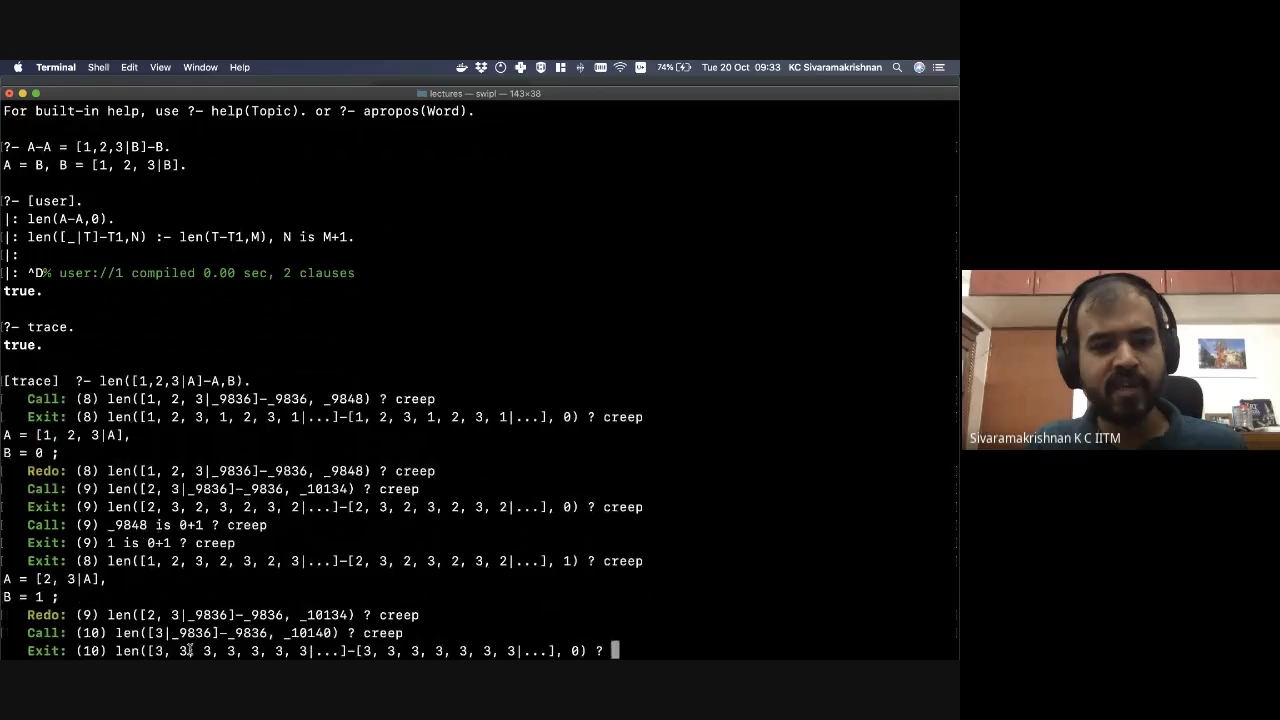 Terminal Shell Edit View Window Help 74% Tue 20 Oct 09:33 KC Sivaramakrishnan
lectures — swipl — 143×38
For built-in help, use ?- help(Topic). or ?- apropos(Word).
?- A-A = [1,2,3|B]-B.
A = B, B = [1, 2, 3|B].
?- [user].
|: len(A-A,0).
|: len([_|T]-T1,N) :- len(T-T1,M), N is M+1.
|:
|: ^D% user://1 compiled 0.00 sec, 2 clauses
true.
?- trace.
true.
[trace] ?- len([1,2,3|A]-A,B).
Call: (8) len([1, 2, 3|_9836]-_9836, _9848) ? creep
Exit: (8) len([1, 2, 3, 1, 2, 3, 1|...]-[1, 2, 3, 1, 2, 3, 1|...], 0) ? creep
A = [1, 2, 3|A],
B = 0 ;
Redo: (8) len([1, 2, 3|_9836]-_9836, _9848) ? creep
Call: (9) len([2, 3|_9836]-_9836, _10134) ? creep
Exit: (9) len([2, 3, 2, 3, 2, 3, 2|...]-[2, 3, 2, 3, 2, 3, 2|...], 0) ? creep
Call: (9) _9848 is 0+1 ? creep
Exit: (9) 1 is 0+1 ? creep
Exit: (8) len([1, 2, 3, 2, 3, 2, 3|...]-[2, 3, 2, 3, 2, 3, 2|...], 1) ? creep
A = [2, 3|A],
B = 1 ;
Redo: (9) len([2, 3|_9836]-_9836, _10134) ? creep
Call: (10) len([3|_9836]-_9836, _10140) ? creep
Exit: (10) len([3, 3, 3, 3, 3, 3, 3|...]-[3, 3, 3, 3, 3, 3, 3|...], 0) ?
Sivaramakrishnan K C IITM